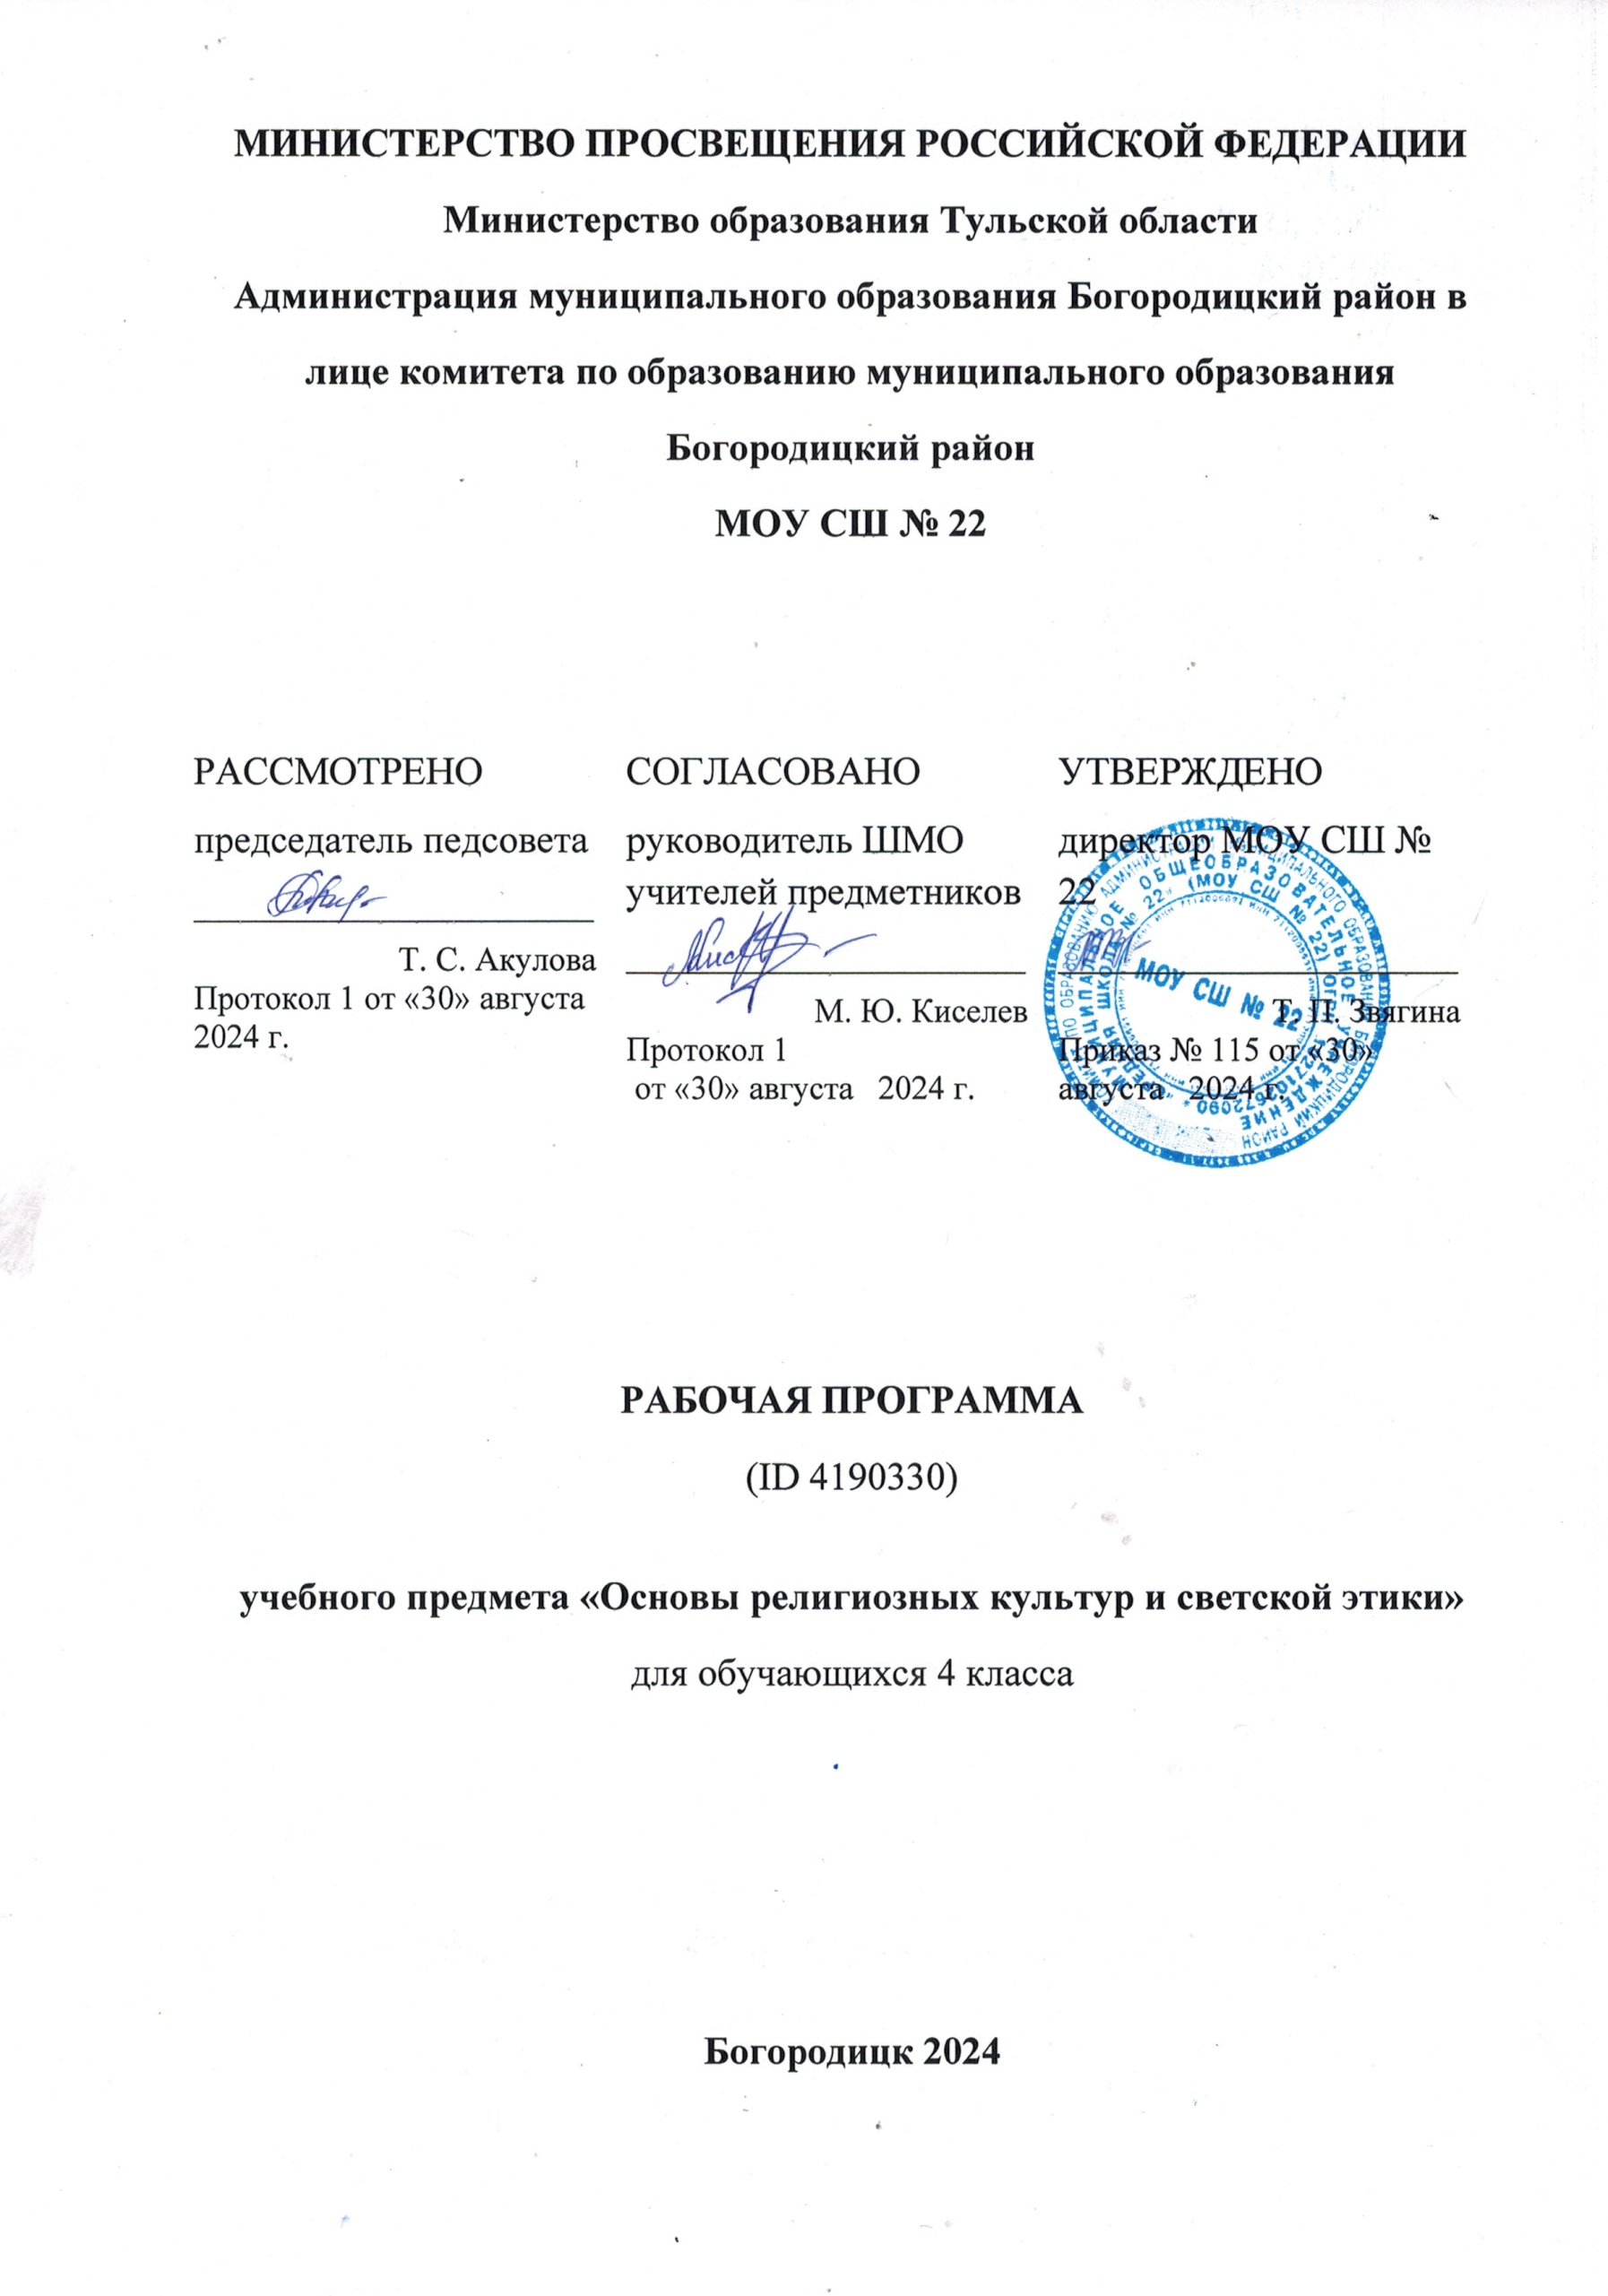 МИНИСТЕРСТВО ПРОСВЕЩЕНИЯ РОССИЙСКОЙ ФЕДЕРАЦИИ
Министерство образования Тульской области
Администрация муниципального образования Богородицкий район в
лице комитета по образованию муниципального образования
Богородицкий район
МОУ СШ № 22
РАССМОТРЕНО
председатель педсовета
Т. С. Акулова
Протокол 1 от «30» августа
2024 г.
СОГЛАСОВАНО
руководитель ШМО
учителей предметников
М. Ю. Киселев
Протокол 1
от «30» августа 2024 г.
УТВЕРЖДЕНО
директор МОУ СШ №
22
Т. П. Звягина
Приказ № 115 от «30»
августа 2024 г.
МОУ СШ № 22
РАБОЧАЯ ПРОГРАММА
(ID 4190330)
учебного предмета «Основы религиозных культур и светской этики»
для обучающихся 4 класса
Богородицк 2024